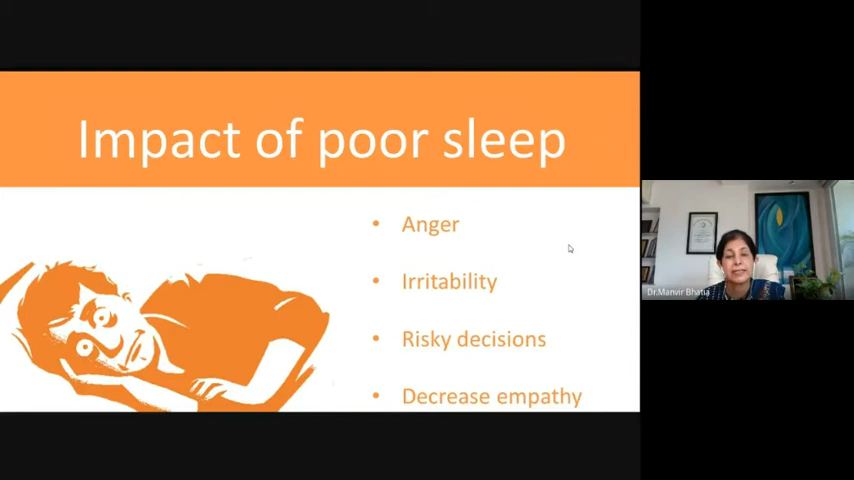 Impact of poor sleep
• Anger
• Irritability
• Risky decisions
• Decrease empathy
Dr.Manvir Bhatia